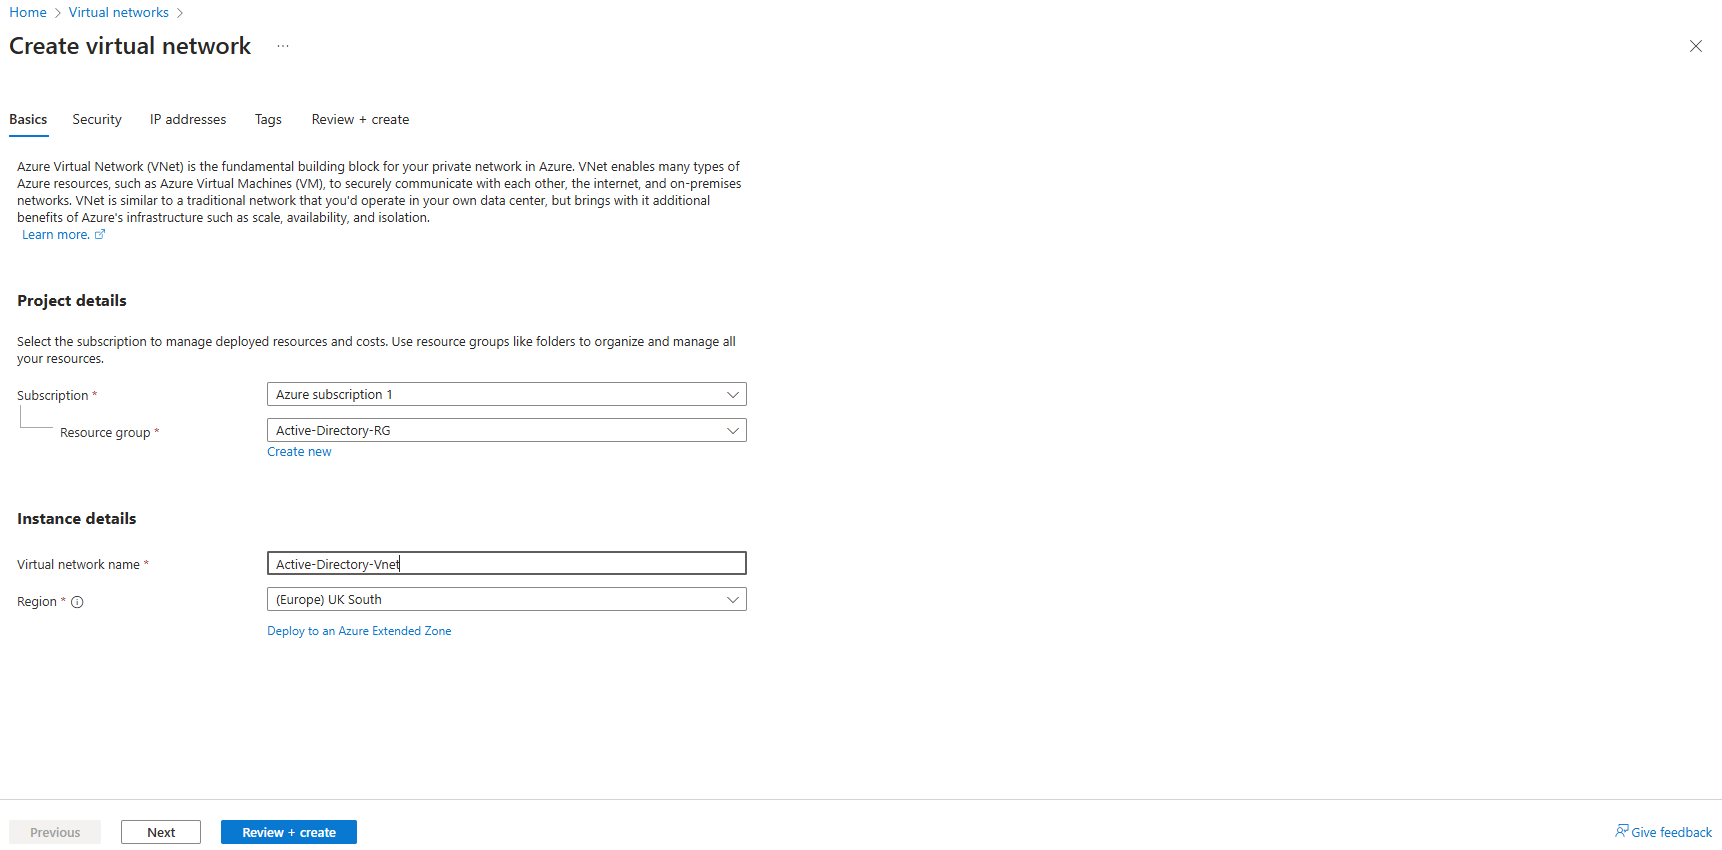 Home > Virtual networks >
Create virtual network ...
Basics Security IP addresses Tags Review + create
Azure Virtual Network (VNet) is the fundamental building block for your private network in Azure. VNet enables many types of
Azure resources, such as Azure Virtual Machines (VM), to securely communicate with each other, the internet, and on-premises
networks. VNet is similar to a traditional network that you'd operate in your own data center, but brings with it additional
benefits of Azure's infrastructure such as scale, availability, and isolation.
Learn more.
Project details
Select the subscription to manage deployed resources and costs. Use resource groups like folders to organize and manage all
your resources.
Subscription * Azure subscription 1
Resource group * Active-Directory-RG
Create new
Instance details
Virtual network name * Active-Directory-Vnet
Region * (Europe) UK South
Deploy to an Azure Extended Zone
Previous Next Review + create Give feedback